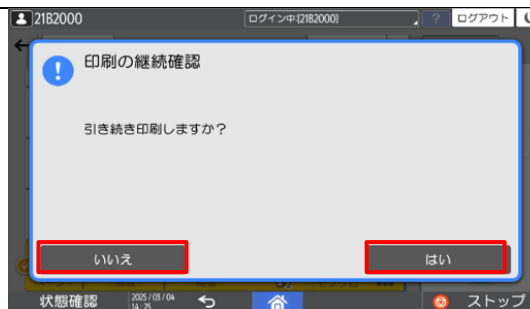 21B2000
ログイン中:[21B2000]
?
ログアウト
印刷の継続確認
引き続き印刷しますか？
いいえ
はい
状態確認
2025/03/04
14:25
ストップ